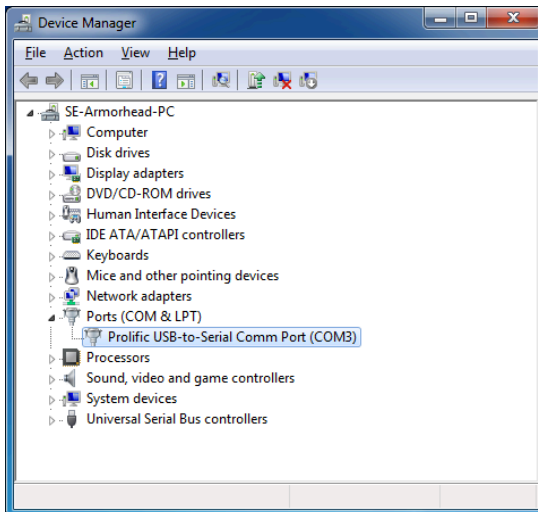 Device Manager
File Action View Help
SE-Armorhead-PC
Computer
Disk drives
Display adapters
DVD/CD-ROM drives
Human Interface Devices
IDE ATA/ATAPI controllers
Keyboards
Mice and other pointing devices
Network adapters
Ports (COM & LPT)
Prolific USB-to-Serial Comm Port (COM3)
Processors
Sound, video and game controllers
System devices
Universal Serial Bus controllers